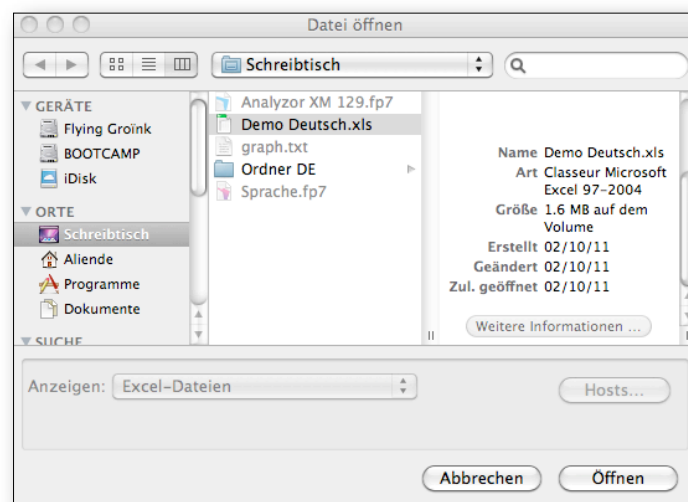 Datei öffnen
Schreibtisch
GERÄTE
Flying Groïnk
BOOTCAMP
iDisk
ORTE
Schreibtisch
Aliende
Programme
Dokumente
SUCHE
Analyzor XM 129.fp7
Demo Deutsch.xls
graph.txt
Ordner DE
Sprache.fp7
Name Demo Deutsch.xls
Art Classeur Microsoft
Excel 97-2004
Größe 1.6 MB auf dem
Volume
Erstellt 02/10/11
Geändert 02/10/11
Zul. geöffnet 02/10/11
Weitere Informationen ...
Anzeigen: Excel-Dateien
Hosts...
Abbrechen
Öffnen